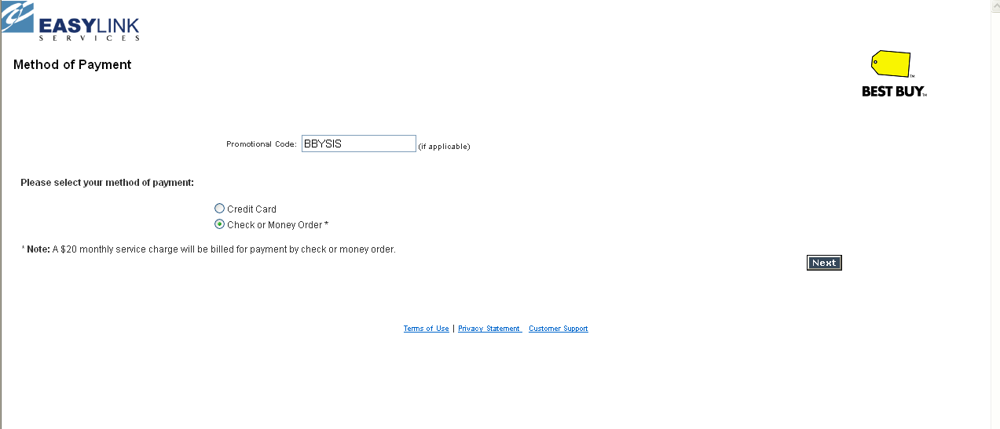 EASYLINK
SERVICES
Method of Payment
BEST BUY™
Promotional Code: BBYSIS (if applicable)
Please select your method of payment:
Credit Card
Check or Money Order *
* Note: A $20 monthly service charge will be billed for payment by check or money order.
Next
Terms of Use | Privacy Statement Customer Support